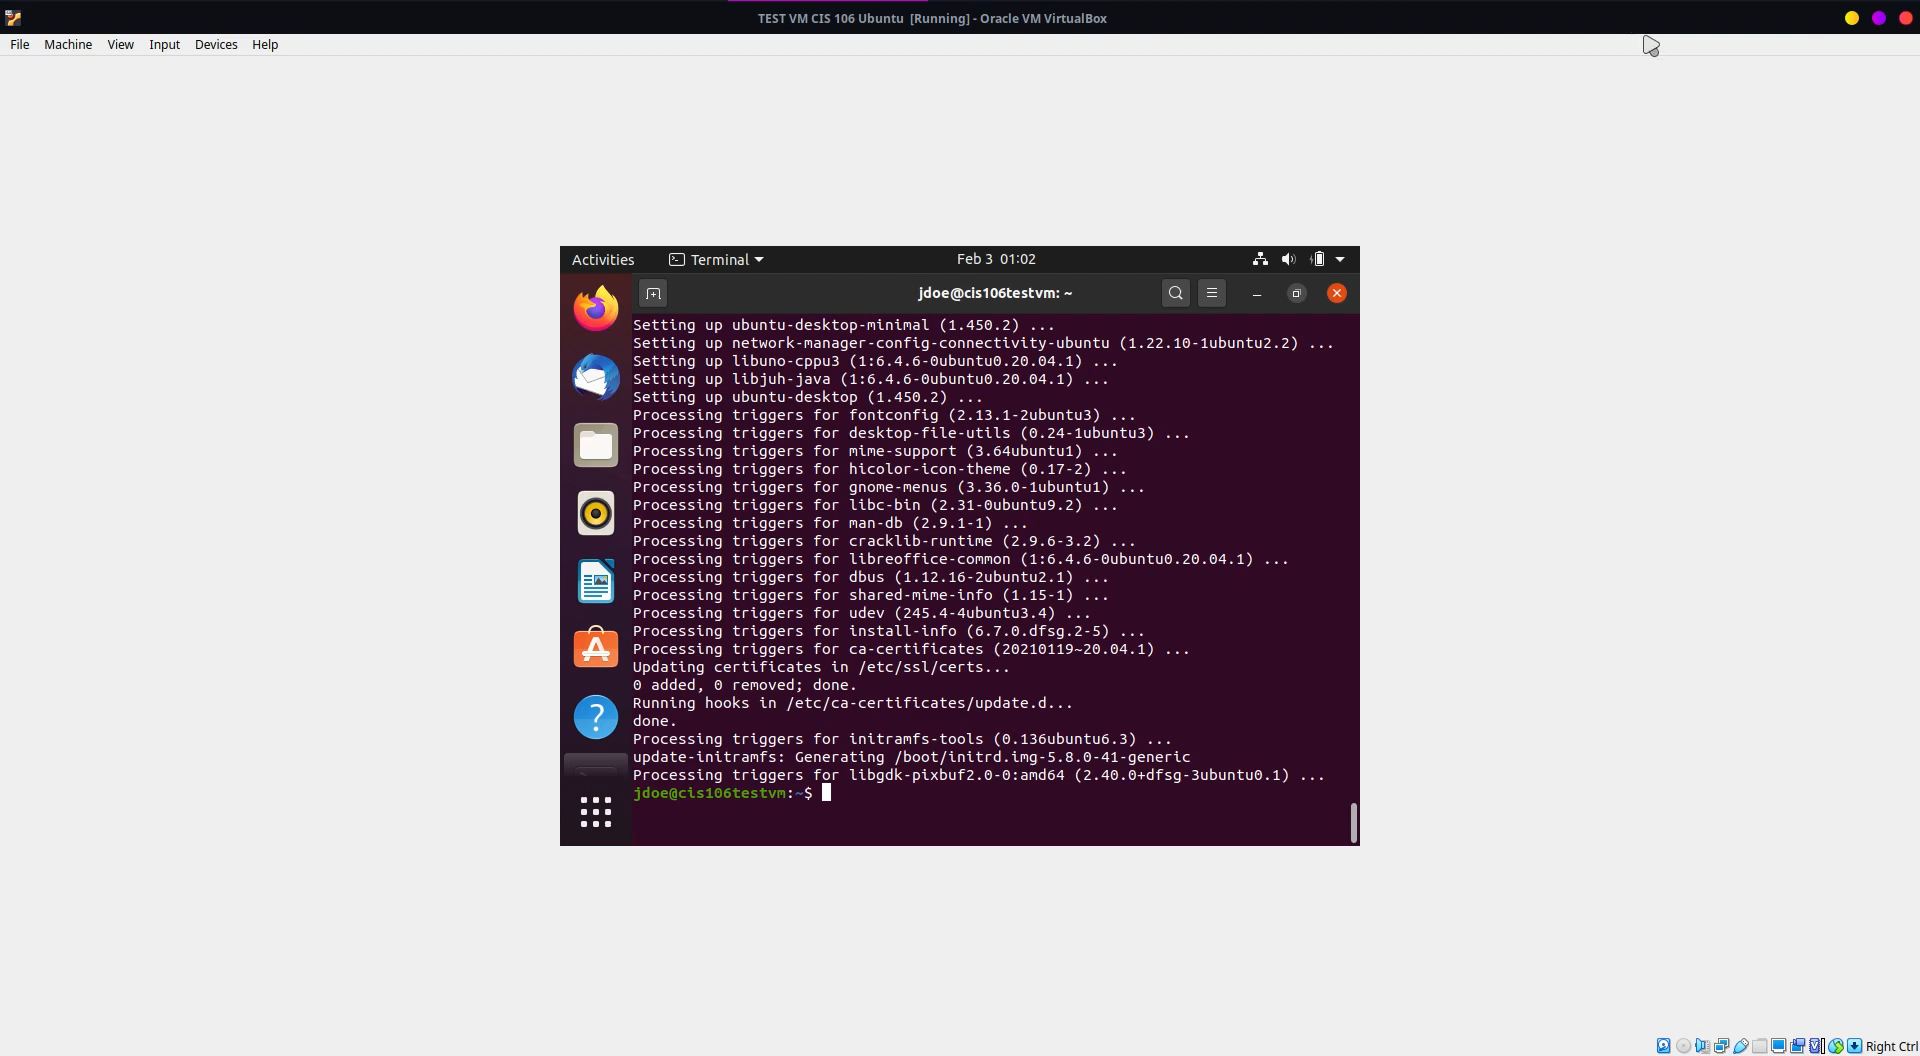 TEST VM CIS 106 Ubuntu [Running] - Oracle VM VirtualBox
File Machine View Input Devices Help
Activities Terminal Feb 3 01:02
jdoe@cis106testvm: ~
Setting up ubuntu-desktop-minimal (1.450.2) ...
Setting up network-manager-config-connectivity-ubuntu (1.22.10-1ubuntu2.2) ...
Setting up libuno-cppu3 (1:6.4.6-0ubuntu0.20.04.1) ...
Setting up libjuh-java (1:6.4.6-0ubuntu0.20.04.1) ...
Setting up ubuntu-desktop (1.450.2) ...
Processing triggers for fontconfig (2.13.1-2ubuntu3) ...
Processing triggers for desktop-file-utils (0.24-1ubuntu3) ...
Processing triggers for mime-support (3.64ubuntu1) ...
Processing triggers for hicolor-icon-theme (0.17-2) ...
Processing triggers for gnome-menus (3.36.0-1ubuntu1) ...
Processing triggers for libc-bin (2.31-0ubuntu9.2) ...
Processing triggers for man-db (2.9.1-1) ...
Processing triggers for cracklib-runtime (2.9.6-3.2) ...
Processing triggers for libreoffice-common (1:6.4.6-0ubuntu0.20.04.1) ...
Processing triggers for dbus (1.12.16-2ubuntu2.1) ...
Processing triggers for shared-mime-info (1.15-1) ...
Processing triggers for udev (245.4-4ubuntu3.4) ...
Processing triggers for install-info (6.7.0.dfsg.2-5) ...
Processing triggers for ca-certificates (20210119~20.04.1) ...
Updating certificates in /etc/ssl/certs...
0 added, 0 removed; done.
Running hooks in /etc/ca-certificates/update.d...
done.
Processing triggers for initramfs-tools (0.136ubuntu6.3) ...
update-initramfs: Generating /boot/initrd.img-5.8.0-41-generic
Processing triggers for libgdk-pixbuf2.0-0:amd64 (2.40.0+dfsg-3ubuntu0.1) ...
jdoe@cis106testvm:~$
Right Ctrl